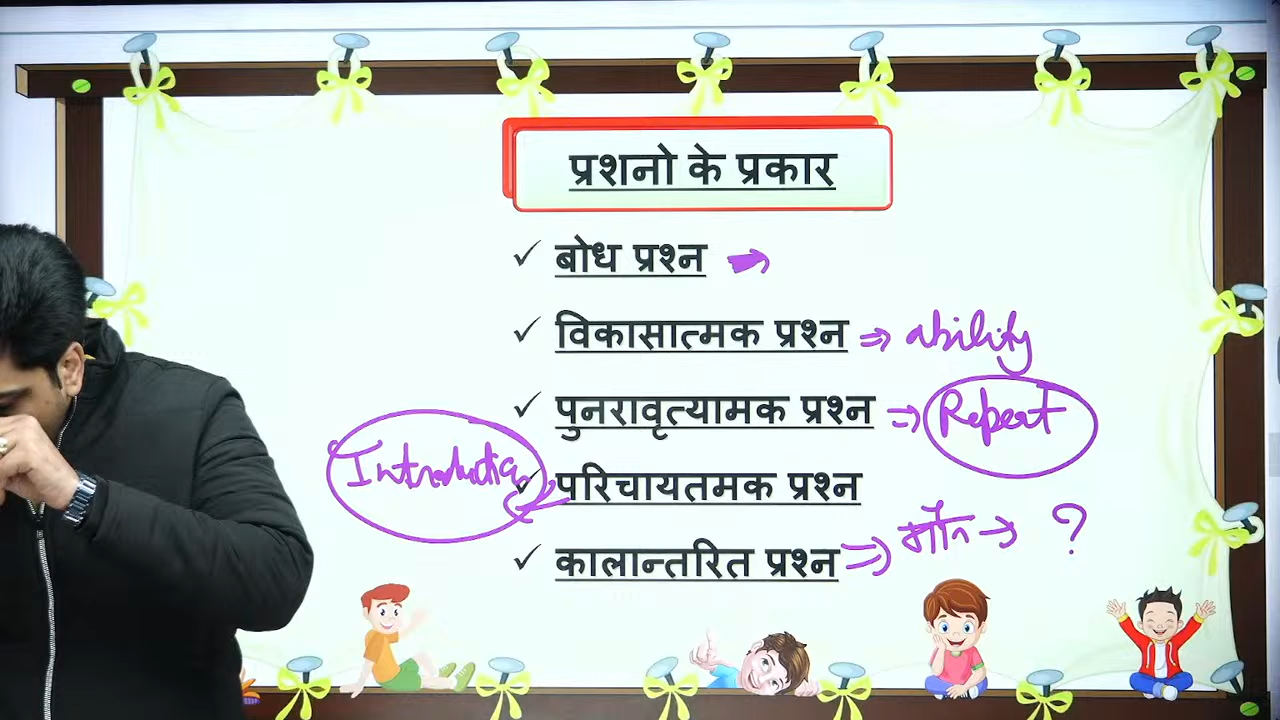 प्रशनो के प्रकार
बोध प्रश्न
विकासात्मक प्रश्न ⇒ ability
पुनरावृत्यामक प्रश्न ⇒ Repeat
Introduction
परिचायतमक प्रश्न
कालान्तरित प्रश्न ⇒ मौन → ?